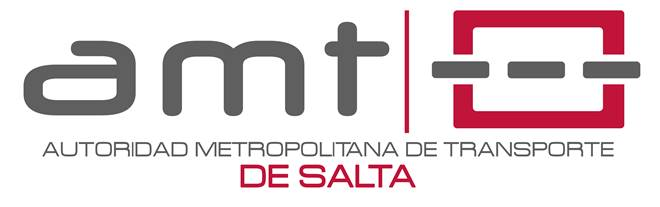 amt
AUTORIDAD METROPOLITANA DE TRANSPORTE
DE SALTA